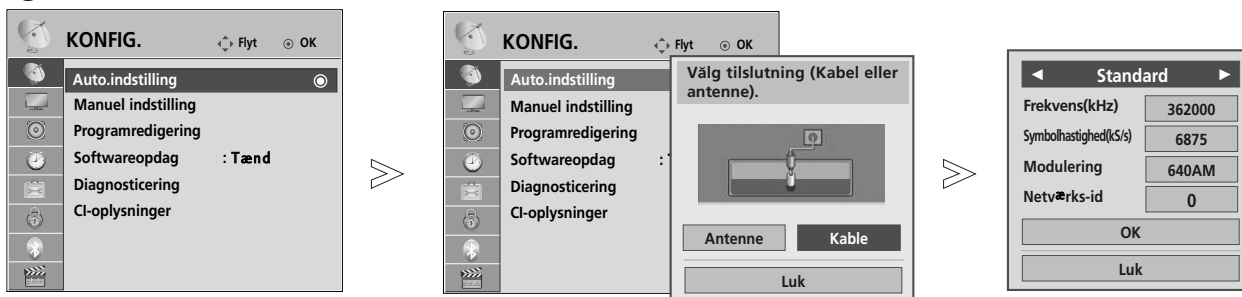 KONFIG.
Flyt
OK
Auto.indstilling
Manuel indstilling
Programredigering
Softwareopdag : Tænd
Diagnosticering
CI-oplysninger
KONFIG.
Flyt
OK
Auto.indstilling
Manuel indstilling
Programredigering
Softwareopdag :
Diagnosticering
CI-oplysninger
Välg tilslutning (Kabel eller
antenne).
Antenne
Kable
Luk
Standard
Frekvens(kHz) 362000
Symbolhastighed(kS/s) 6875
Modulering 640AM
Netværks-id 0
OK
Luk